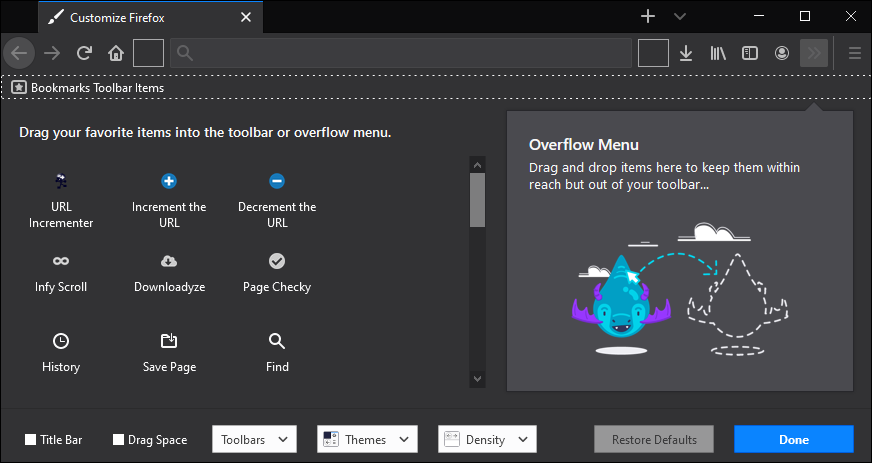 Customize Firefox
Bookmarks Toolbar Items
Drag your favorite items into the toolbar or overflow menu.
URL
Incrementer
Increment the
URL
Decrement the
URL
Infy Scroll
Downloadyze
Page Checky
History
Save Page
Find
Overflow Menu
Drag and drop items here to keep them within
reach but out of your toolbar...
Title Bar
Drag Space
Toolbars
Themes
Density
Restore Defaults
Done